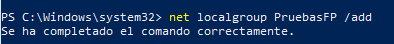 PS C:\Windows\system32> net localgroup PruebasFP /add
Se ha completado el comando correctamente.